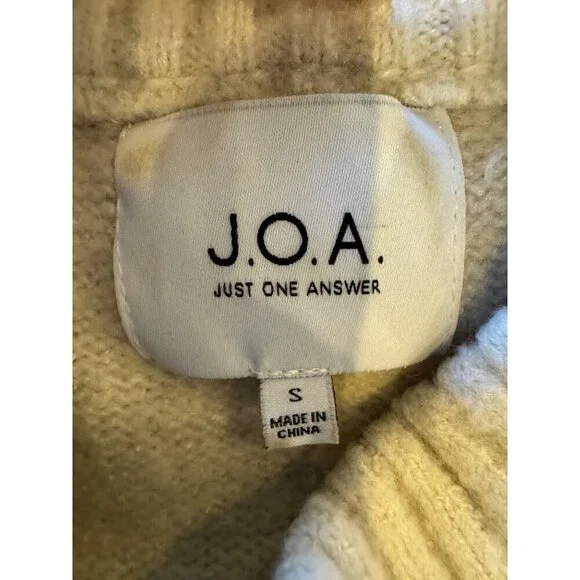 J.O.A.
JUST ONE ANSWER
S
MADE IN
CHINA